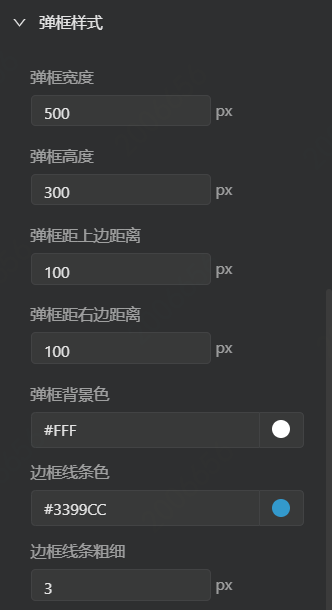 弹框样式
弹框宽度
500 px
弹框高度
300 px
弹框距上边距离
100 px
弹框距右边距离
100 px
弹框背景色
#FFF
边框线条色
#3399CC
边框线条粗细
3 px